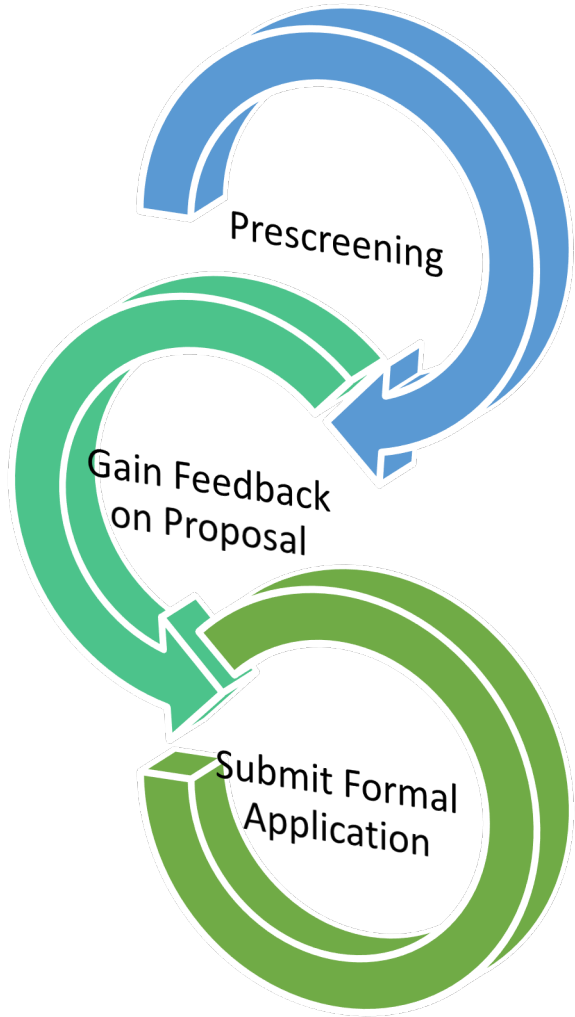 Prescreening
Gain Feedback
on Proposal
Submit Formal
Application